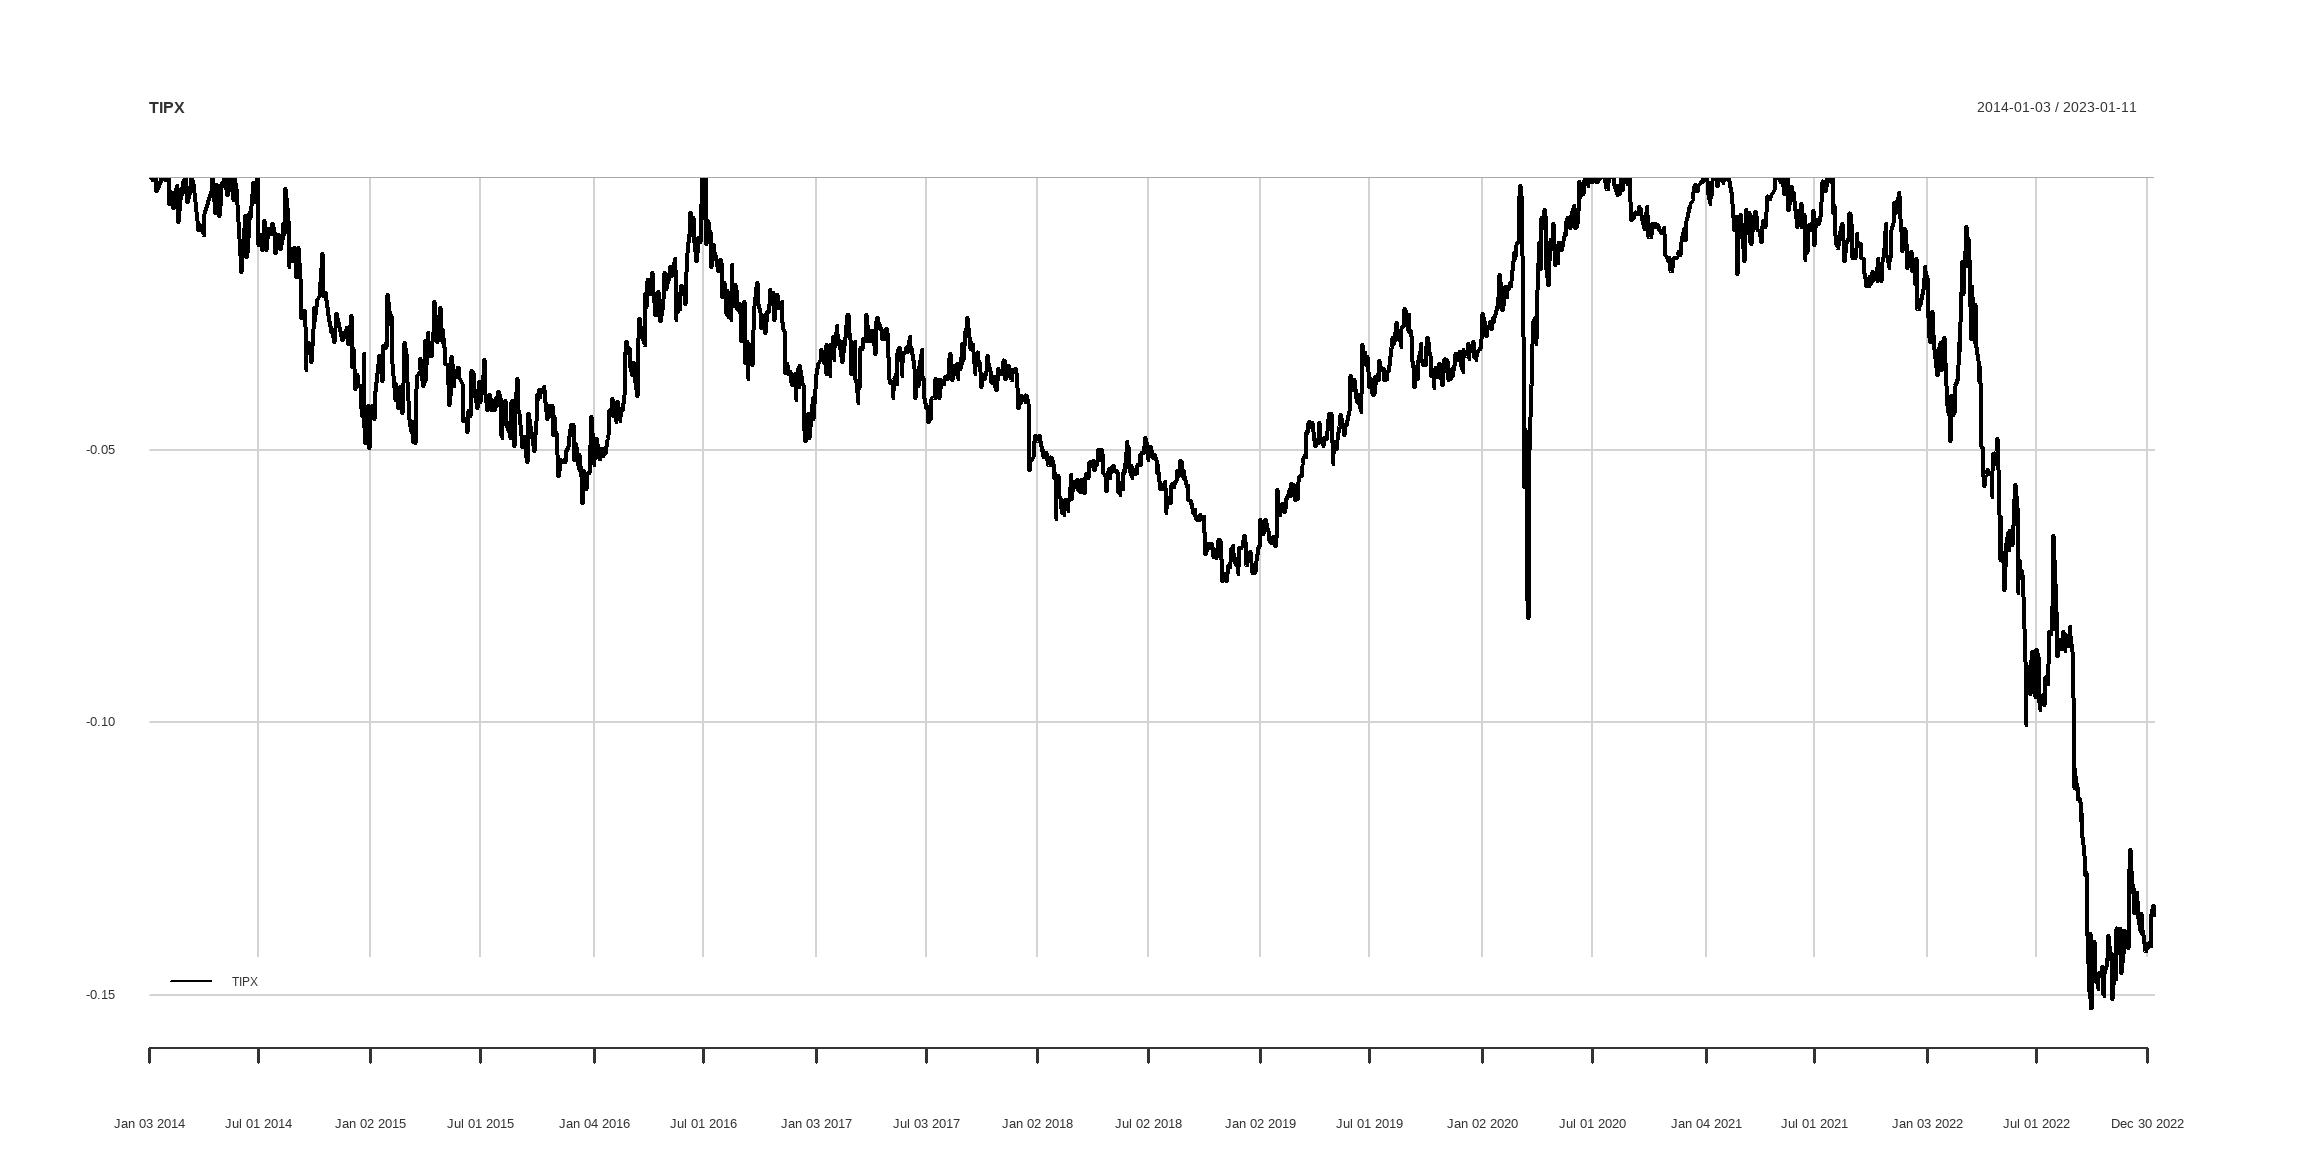 TIPX
2014-01-03 / 2023-01-11
-0.05
-0.10
-0.15
TIPX
Jan 03 2014
Jul 01 2014
Jan 02 2015
Jul 01 2015
Jan 04 2016
Jul 01 2016
Jan 03 2017
Jul 03 2017
Jan 02 2018
Jul 02 2018
Jan 02 2019
Jul 01 2019
Jan 02 2020
Jul 01 2020
Jan 04 2021
Jul 01 2021
Jan 03 2022
Jul 01 2022
Dec 30 2022